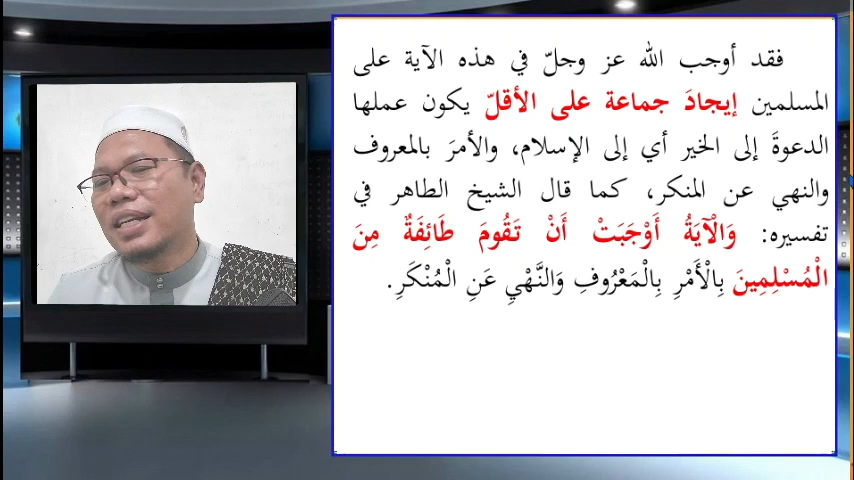 فقد أوجب الله عز وجلّ في هذه الآية على
المسلمين إيجادَ جماعة على الأقلّ يكون عملها
الدعوةَ إلى الخير أي إلى الإسلام، والأمرَ بالمعروف
والنهي عن المنكر، كما قال الشيخ الطاهر في
تفسيره: وَالْآيَةُ أَوْجَبَتْ أَنْ تَقُومَ طَائِفَةٌ مِنَ
الْمُسْلِمِينَ بِالْأَمْرِ بِالْمَعْرُوفِ وَالنَّهْيِ عَنِ الْمُنْكَرِ.